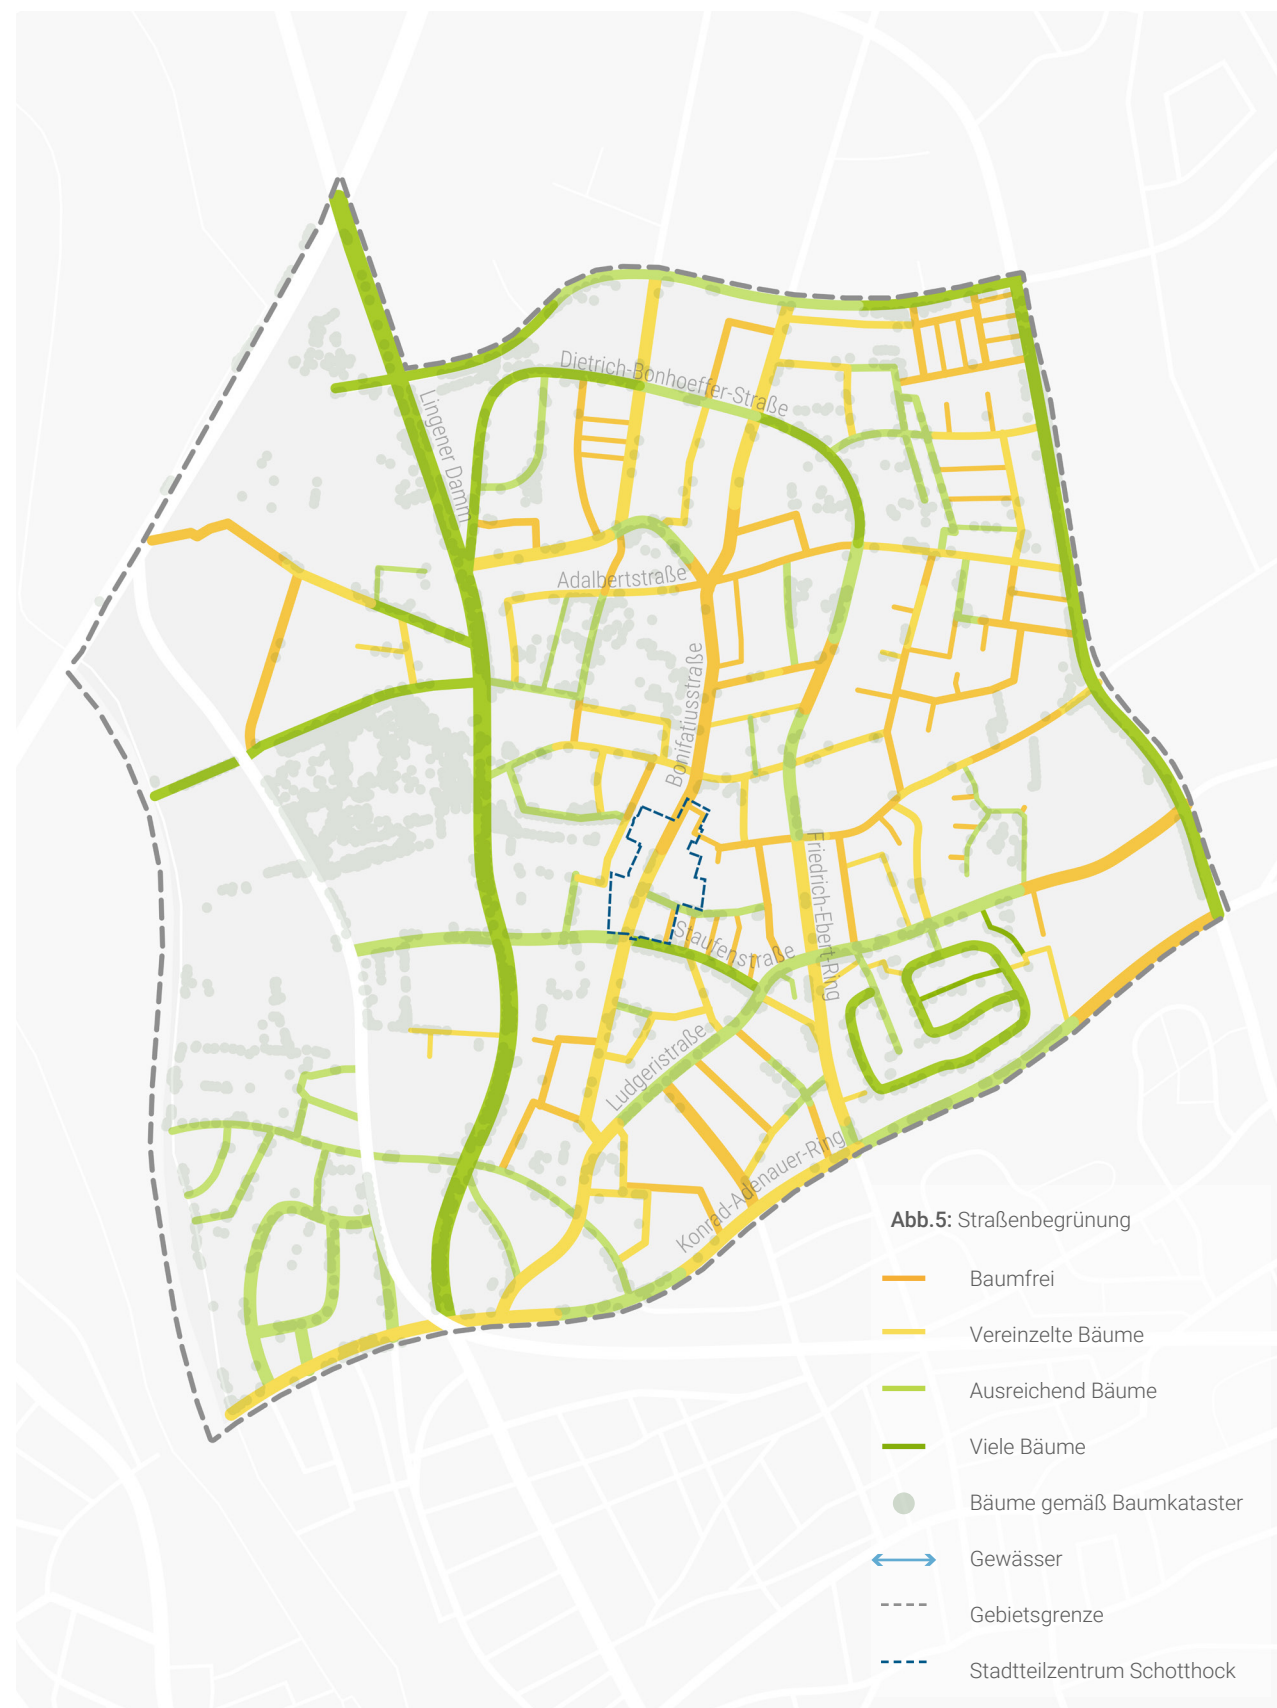 Dietrich-Bonhoeffer-Straße
Lingener Damm
Adalbertstraße
Bonifatiusstraße
Friedrich-Ebert-Ring
Staufenstraße
Ludgeristraße
Konrad-Adenauer-Ring
Abb.5: Straßenbegrünung
Baumfrei
Vereinzelte Bäume
Ausreichend Bäume
Viele Bäume
Bäume gemäß Baumkataster
Gewässer
Gebietsgrenze
Stadtteilzentrum Schotthock